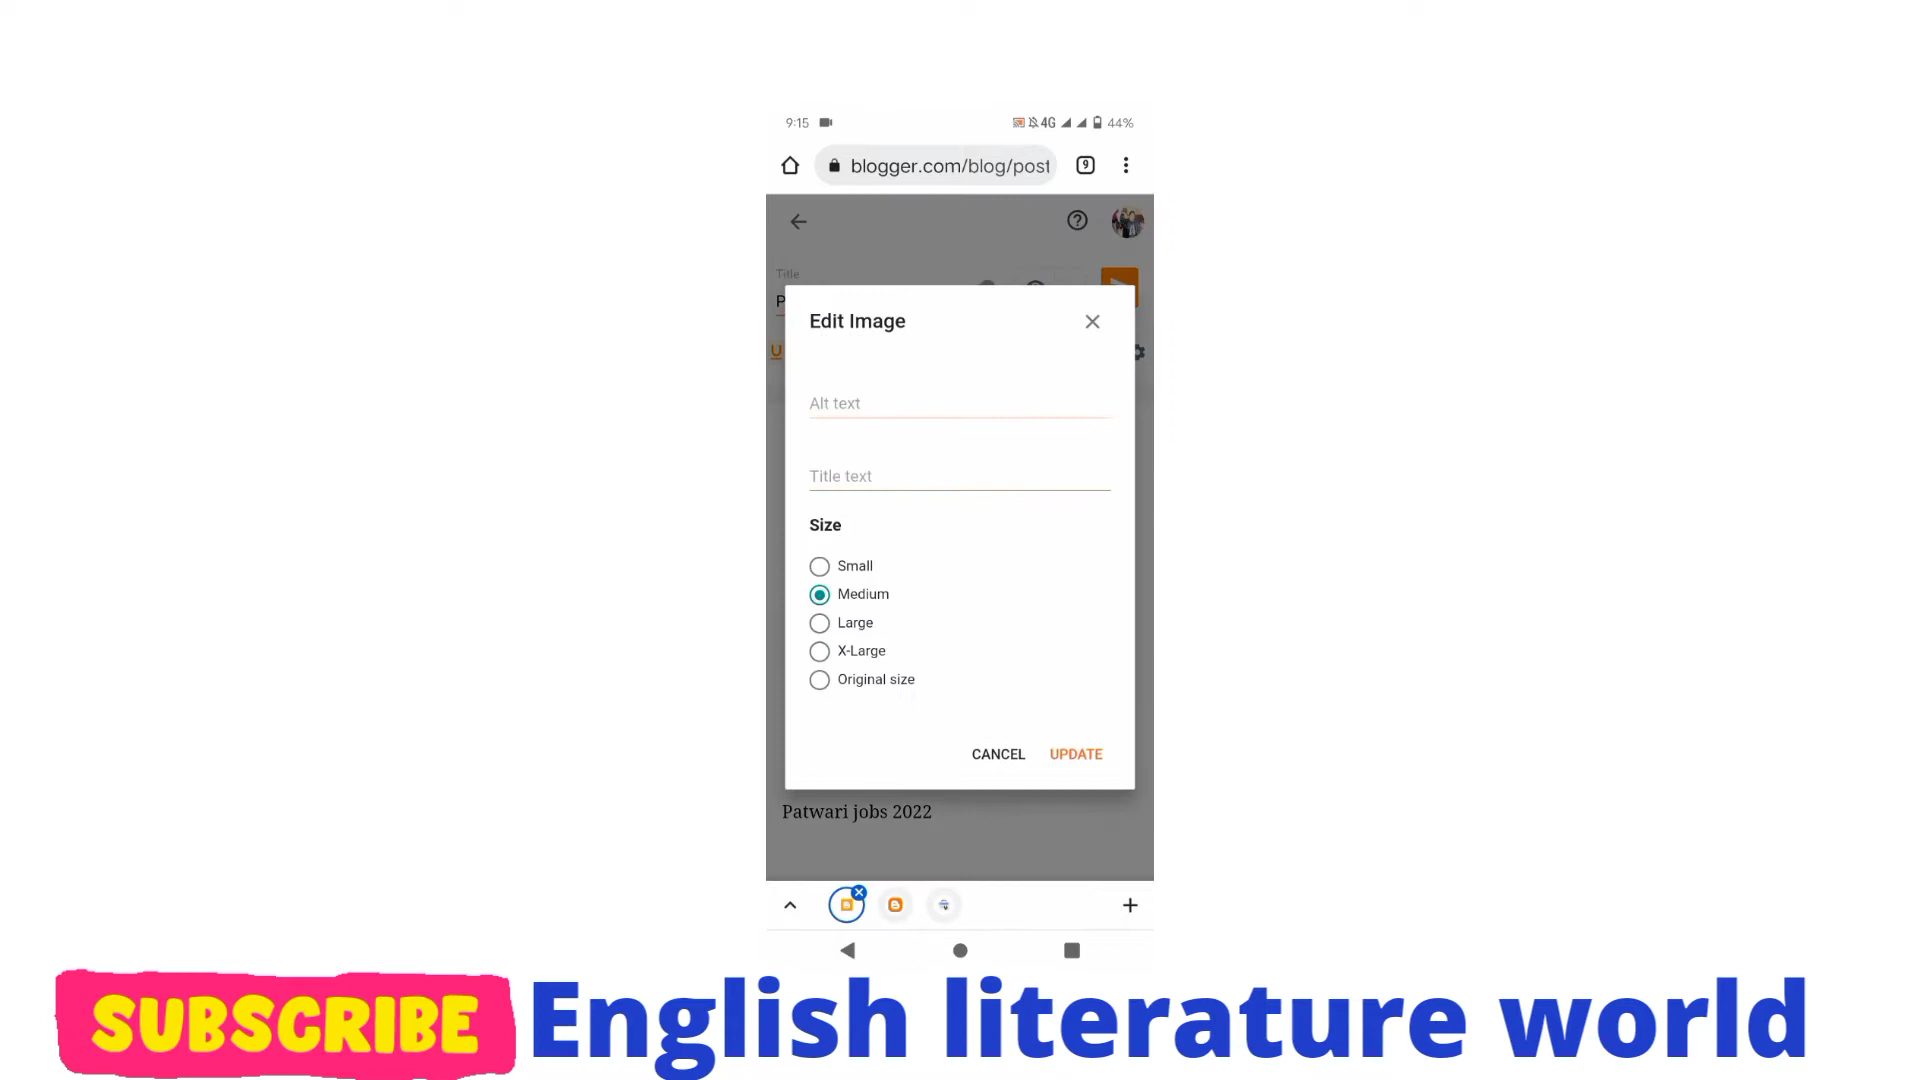 9:15 4G 44%
blogger.com/blog/post
9
Title
P
Edit Image
U
Alt text
Title text
Size
Small
Medium
Large
X-Large
Original size
CANCEL UPDATE
Patwari jobs 2022
SUBSCRIBE English literature world